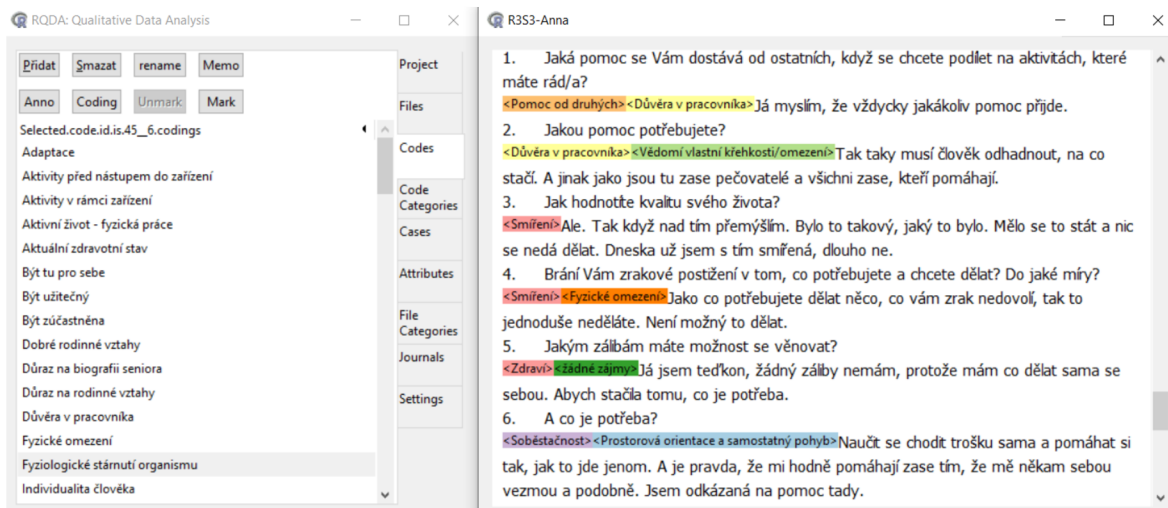 RQDA: Qualitative Data Analysis
Přidat Smazat rename Memo
Anno Coding Unmark Mark
Selected.code.id.is.45__6.codings
Adaptace
Aktivity před nástupem do zařízení
Aktivity v rámci zařízení
Aktivní život - fyzická práce
Aktuální zdravotní stav
Být tu pro sebe
Být užitečný
Být zúčastněna
Dobré rodinné vztahy
Důraz na biografii seniora
Důraz na rodinné vztahy
Důvěra v pracovníka
Fyzické omezení
Fyziologické stárnutí organismu
Individualita člověka
Project
Files
Codes
Code
Categories
Cases
Attributes
File
Categories
Journals
Settings
R3S3-Anna
1. Jaká pomoc se Vám dostává od ostatních, když se chcete podílet na aktivitách, které
máte rád/a?
<Pomoc od druhých><Důvěra v pracovníka>Já myslím, že vždycky jakákoliv pomoc přijde.
2. Jakou pomoc potřebujete?
<Důvěra v pracovníka><Vědomí vlastní křehkosti/omezení>Tak taky musí člověk odhadnout, na co
stačí. A jinak jako jsou tu zase pečovatelé a všichni zase, kteří pomáhají.
3. Jak hodnotíte kvalitu svého života?
<Smíření>Ale. Tak když nad tím přemýšlím. Bylo to takový, jaký to bylo. Mělo se to stát a nic
se nedá dělat. Dneska už jsem s tím smířená, dlouho ne.
4. Brání Vám zrakové postižení v tom, co potřebujete a chcete dělat? Do jaké míry?
<Smíření><Fyzické omezení>Jako co potřebujete dělat něco, co vám zrak nedovolí, tak to
jednoduše neděláte. Není možný to dělat.
5. Jakým zálibám máte možnost se věnovat?
<Zdraví><žádné zájmy>Já jsem teďkon, žádný záliby nemám, protože mám co dělat sama se
sebou. Abych stačila tomu, co je potřeba.
6. A co je potřeba?
<Soběstačnost><Prostorová orientace a samostatný pohyb>Naučit se chodit trošku sama a pomáhat si
tak, jak to jde jenom. A je pravda, že mi hodně pomáhají zase tím, že mě někam sebou
vezmou a podobně. Jsem odkázaná na pomoc tady.